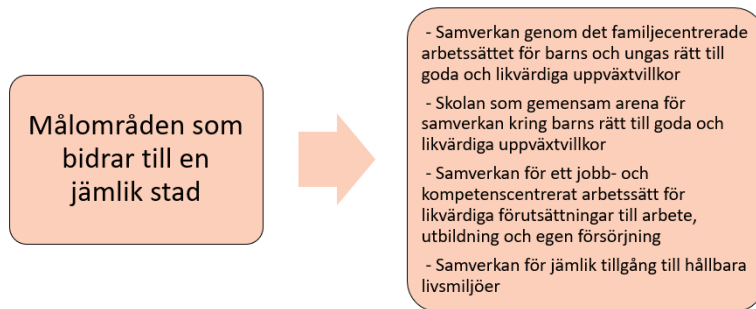 Målområden som
bidrar till en
jämlik stad
- Samverkan genom det familjecentrerade
arbetssättet för barns och ungas rätt till
goda och likvärdiga uppväxtvillkor
- Skolan som gemensam arena för
samverkan kring barns rätt till goda och
likvärdiga uppväxtvillkor
- Samverkan för ett jobb- och
kompetenscentrerat arbetssätt för
likvärdiga förutsättningar till arbete,
utbildning och egen försörjning
- Samverkan för jämlik tillgång till hållbara
livsmiljöer